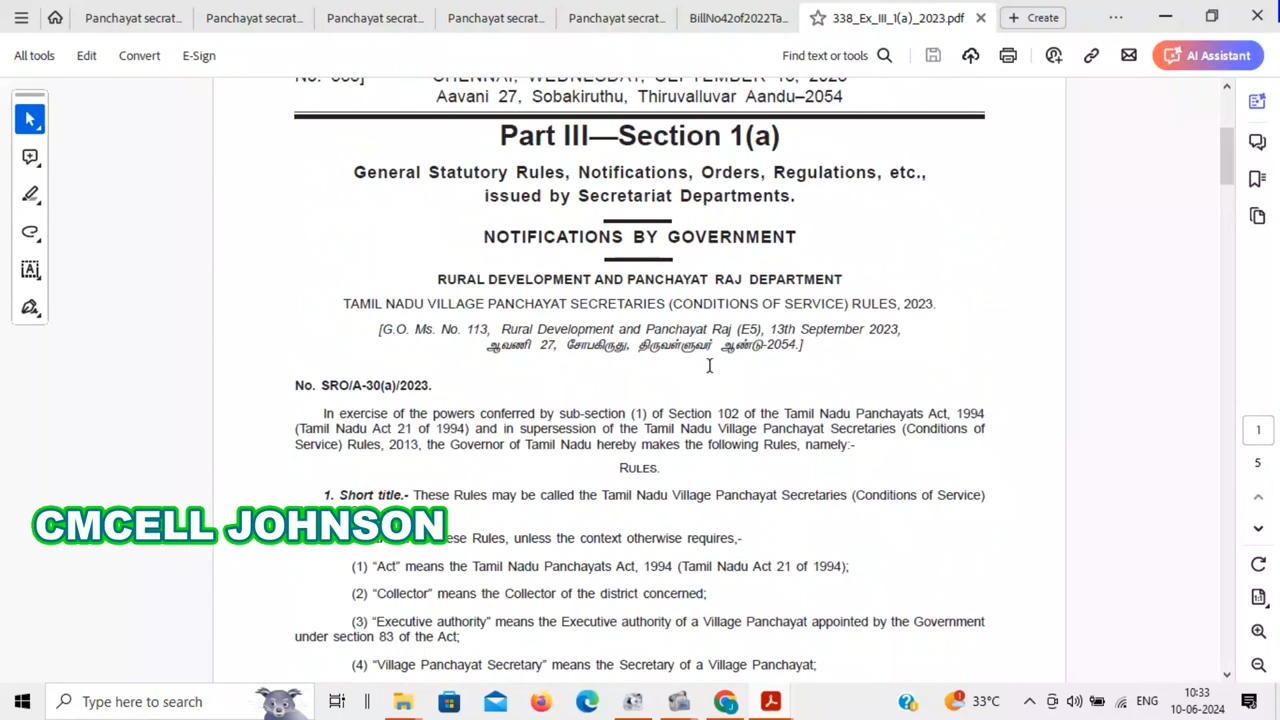 Panchayat secrat...
Panchayat secrat...
Panchayat secrat...
Panchayat secrat...
Panchayat secrat...
BillNo42of2022Ta...
338_Ex_III_1(a)_2023.pdf
+ Create
All tools
Edit
Convert
E-Sign
Find text or tools
AI Assistant
Aavani 27, Sobakiruthu, Thiruvalluvar Aandu–2054
Part III—Section 1(a)
General Statutory Rules, Notifications, Orders, Regulations, etc.,
issued by Secretariat Departments.
NOTIFICATIONS BY GOVERNMENT
RURAL DEVELOPMENT AND PANCHAYAT RAJ DEPARTMENT
TAMIL NADU VILLAGE PANCHAYAT SECRETARIES (CONDITIONS OF SERVICE) RULES, 2023.
[G.O. Ms. No. 113, Rural Development and Panchayat Raj (E5), 13th September 2023,
ஆவணி 27, சோபகிருது, திருவள்ளுவர் ஆண்டு-2054.]
No. SRO/A-30(a)/2023.
In exercise of the powers conferred by sub-section (1) of Section 102 of the Tamil Nadu Panchayats Act, 1994
(Tamil Nadu Act 21 of 1994) and in supersession of the Tamil Nadu Village Panchayat Secretaries (Conditions of
Service) Rules, 2013, the Governor of Tamil Nadu hereby makes the following Rules, namely:-
RULES.
1. Short title.- These Rules may be called the Tamil Nadu Village Panchayat Secretaries (Conditions of Service)
CMCELL JOHNSON
Rules, unless the context otherwise requires,-
(1) “Act” means the Tamil Nadu Panchayats Act, 1994 (Tamil Nadu Act 21 of 1994);
(2) “Collector” means the Collector of the district concerned;
(3) “Executive authority” means the Executive authority of a Village Panchayat appointed by the Government
under section 83 of the Act;
(4) “Village Panchayat Secretary” means the Secretary of a Village Panchayat;
1
5
Type here to search
33°C
ENG
10:33
10-06-2024